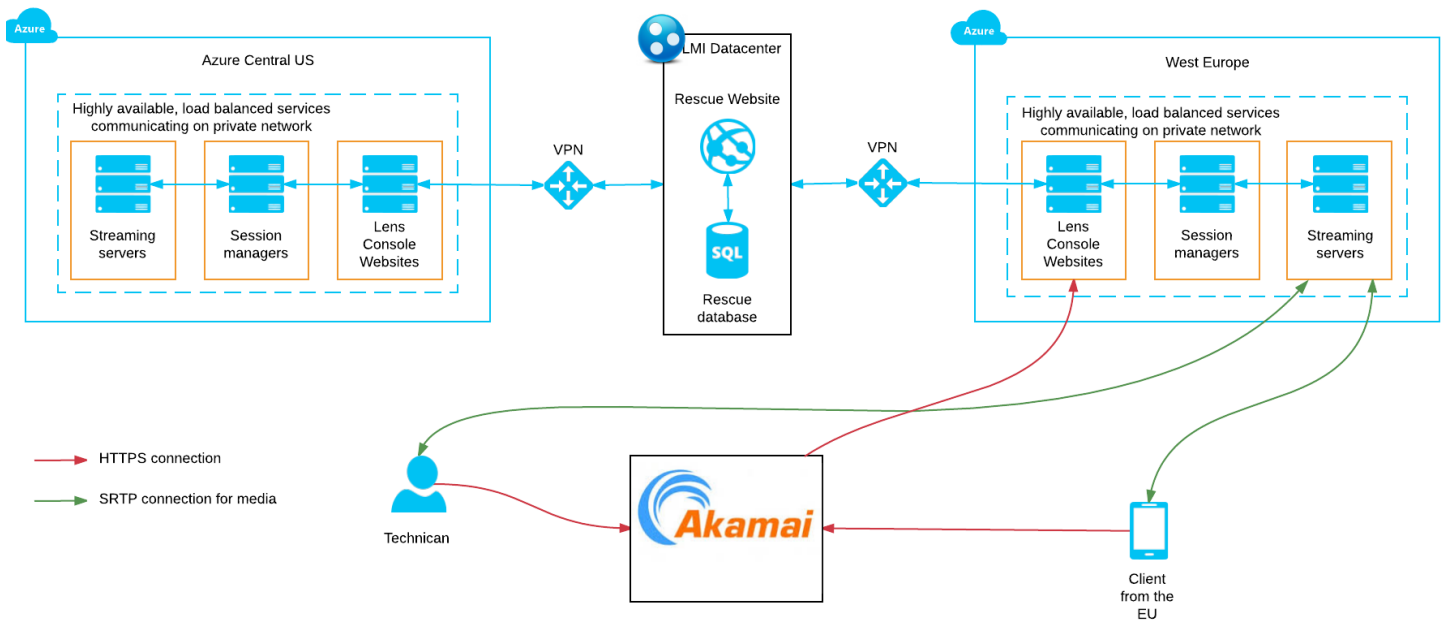 Azure
Azure Central US
Highly available, load balanced services
communicating on private network
Streaming
servers
Session
managers
Lens
Console
Websites
VPN
LMI Datacenter
Rescue Website
SQL
Rescue
database
VPN
Azure
West Europe
Highly available, load balanced services
communicating on private network
Lens
Console
Websites
Session
managers
Streaming
servers
HTTPS connection
SRTP connection for media
Technican
Akamai
Client
from the
EU